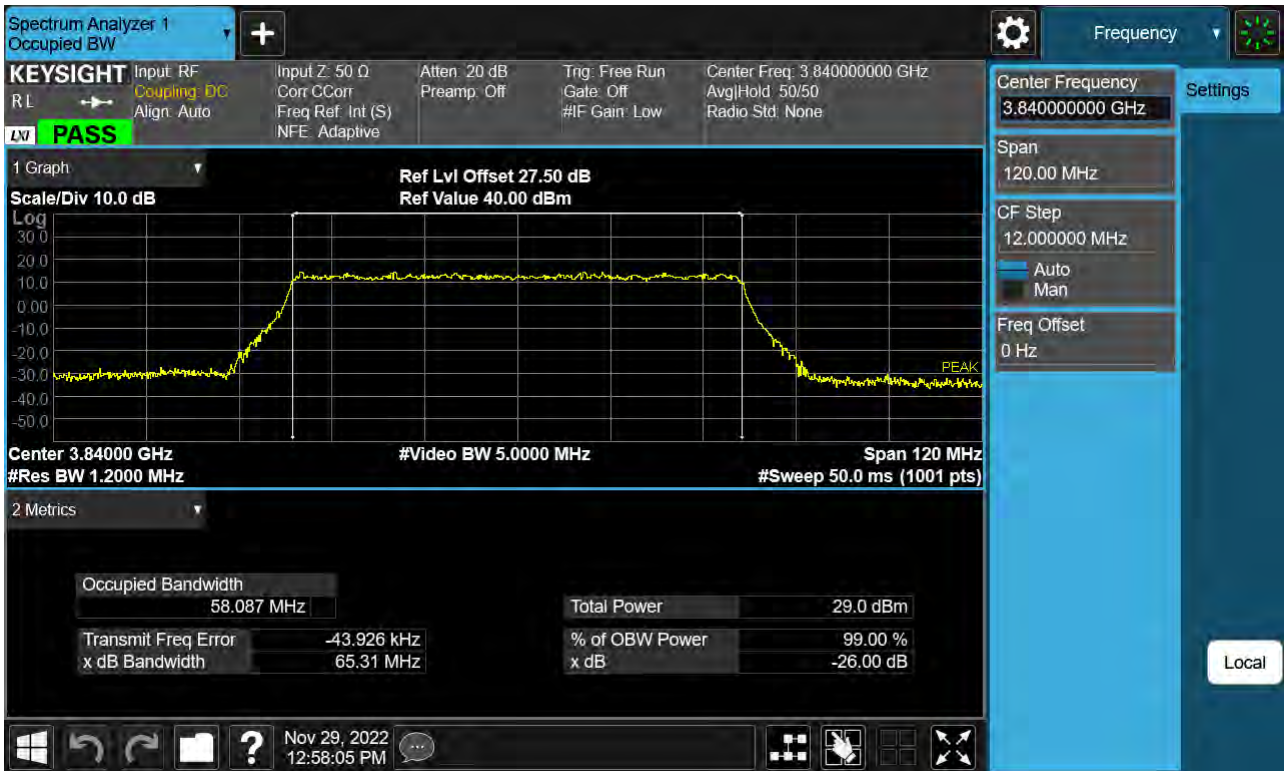 Spectrum Analyzer 1
Occupied BW
Frequency
KEYSIGHT
R L
LXI
PASS
Input: RF
Coupling: DC
Align: Auto
Input Z: 50 Ω
Corr CCorr
Freq Ref: Int (S)
NFE: Adaptive
Atten: 20 dB
Preamp: Off
Trig: Free Run
Gate: Off
#IF Gain: Low
Center Freq: 3.840000000 GHz
Avg|Hold: 50/50
Radio Std: None
Center Frequency
3.840000000 GHz
Settings
Span
120.00 MHz
CF Step
12.000000 MHz
Auto
Man
Freq Offset
0 Hz
Local
1 Graph
Scale/Div 10.0 dB
Ref Lvl Offset 27.50 dB
Ref Value 40.00 dBm
Log
30.0
20.0
10.0
0.00
-10.0
-20.0
-30.0
-40.0
-50.0
PEAK
Center 3.84000 GHz
#Video BW 5.0000 MHz
Span 120 MHz
#Res BW 1.2000 MHz
#Sweep 50.0 ms (1001 pts)
2 Metrics
Occupied Bandwidth
58.087 MHz
Total Power
29.0 dBm
Transmit Freq Error
-43.926 kHz
% of OBW Power
99.00 %
x dB Bandwidth
65.31 MHz
x dB
-26.00 dB
Nov 29, 2022
12:58:05 PM